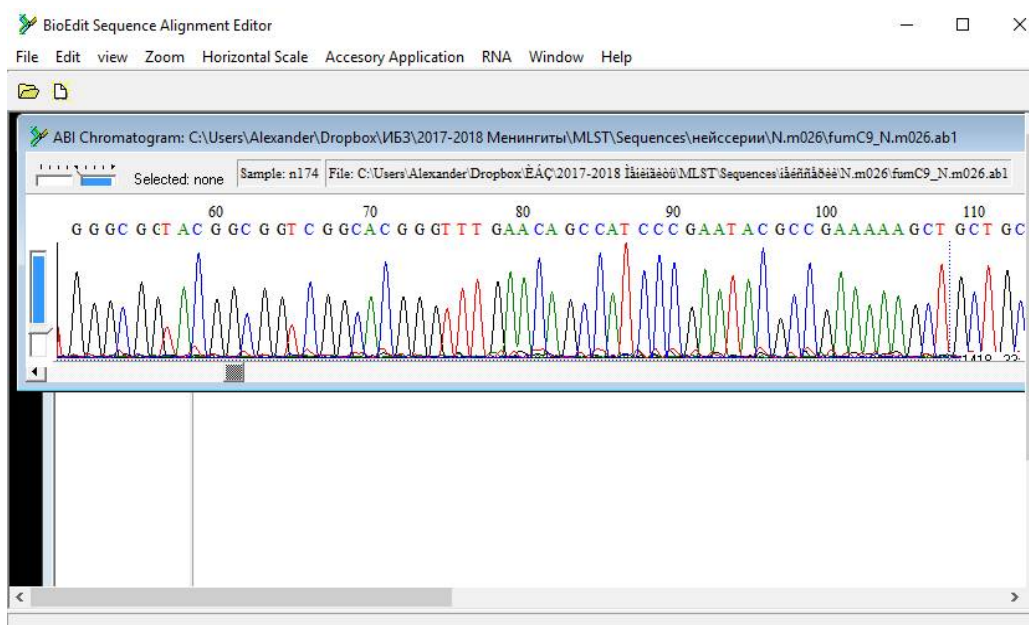 BioEdit Sequence Alignment Editor
File Edit view Zoom Horizontal Scale Accesory Application RNA Window Help
ABI Chromatogram: C:\Users\Alexander\Dropbox\ИБЗ\2017-2018 Менингиты\MLST\Sequences\нейссерии\N.m026\fumC9_N.m026.ab1
Selected: none Sample: n174 File: C:\Users\Alexander\Dropbox\ÈÁÇ\2017-2018 Ìåíèíãèòû\MLST\Sequences\íåéññåðèè\N.m026\fumC9_N.m026.ab1
60 70 80 90 100 110
G G G C G G T A C G G C G G T C G G C A C G G G T T T G A A C A G C C A T C C C G A A T A C G C C G A A A A A G C T G C T G C
1418